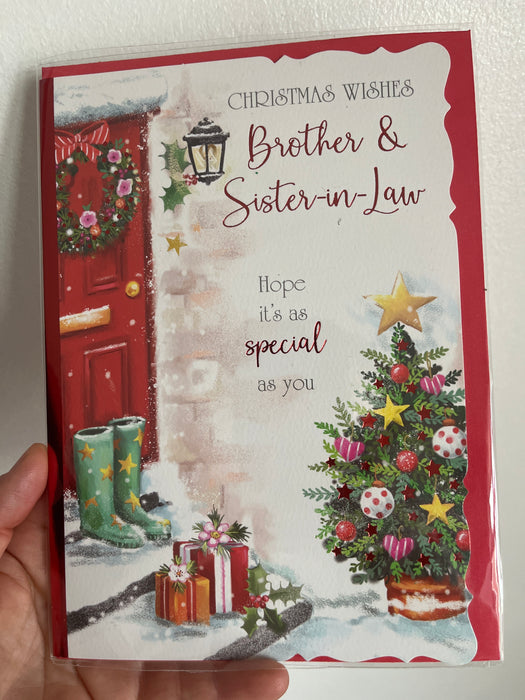 CHRISTMAS WISHES
Brother &
Sister-in-Law
Hope
it's as
special
as you